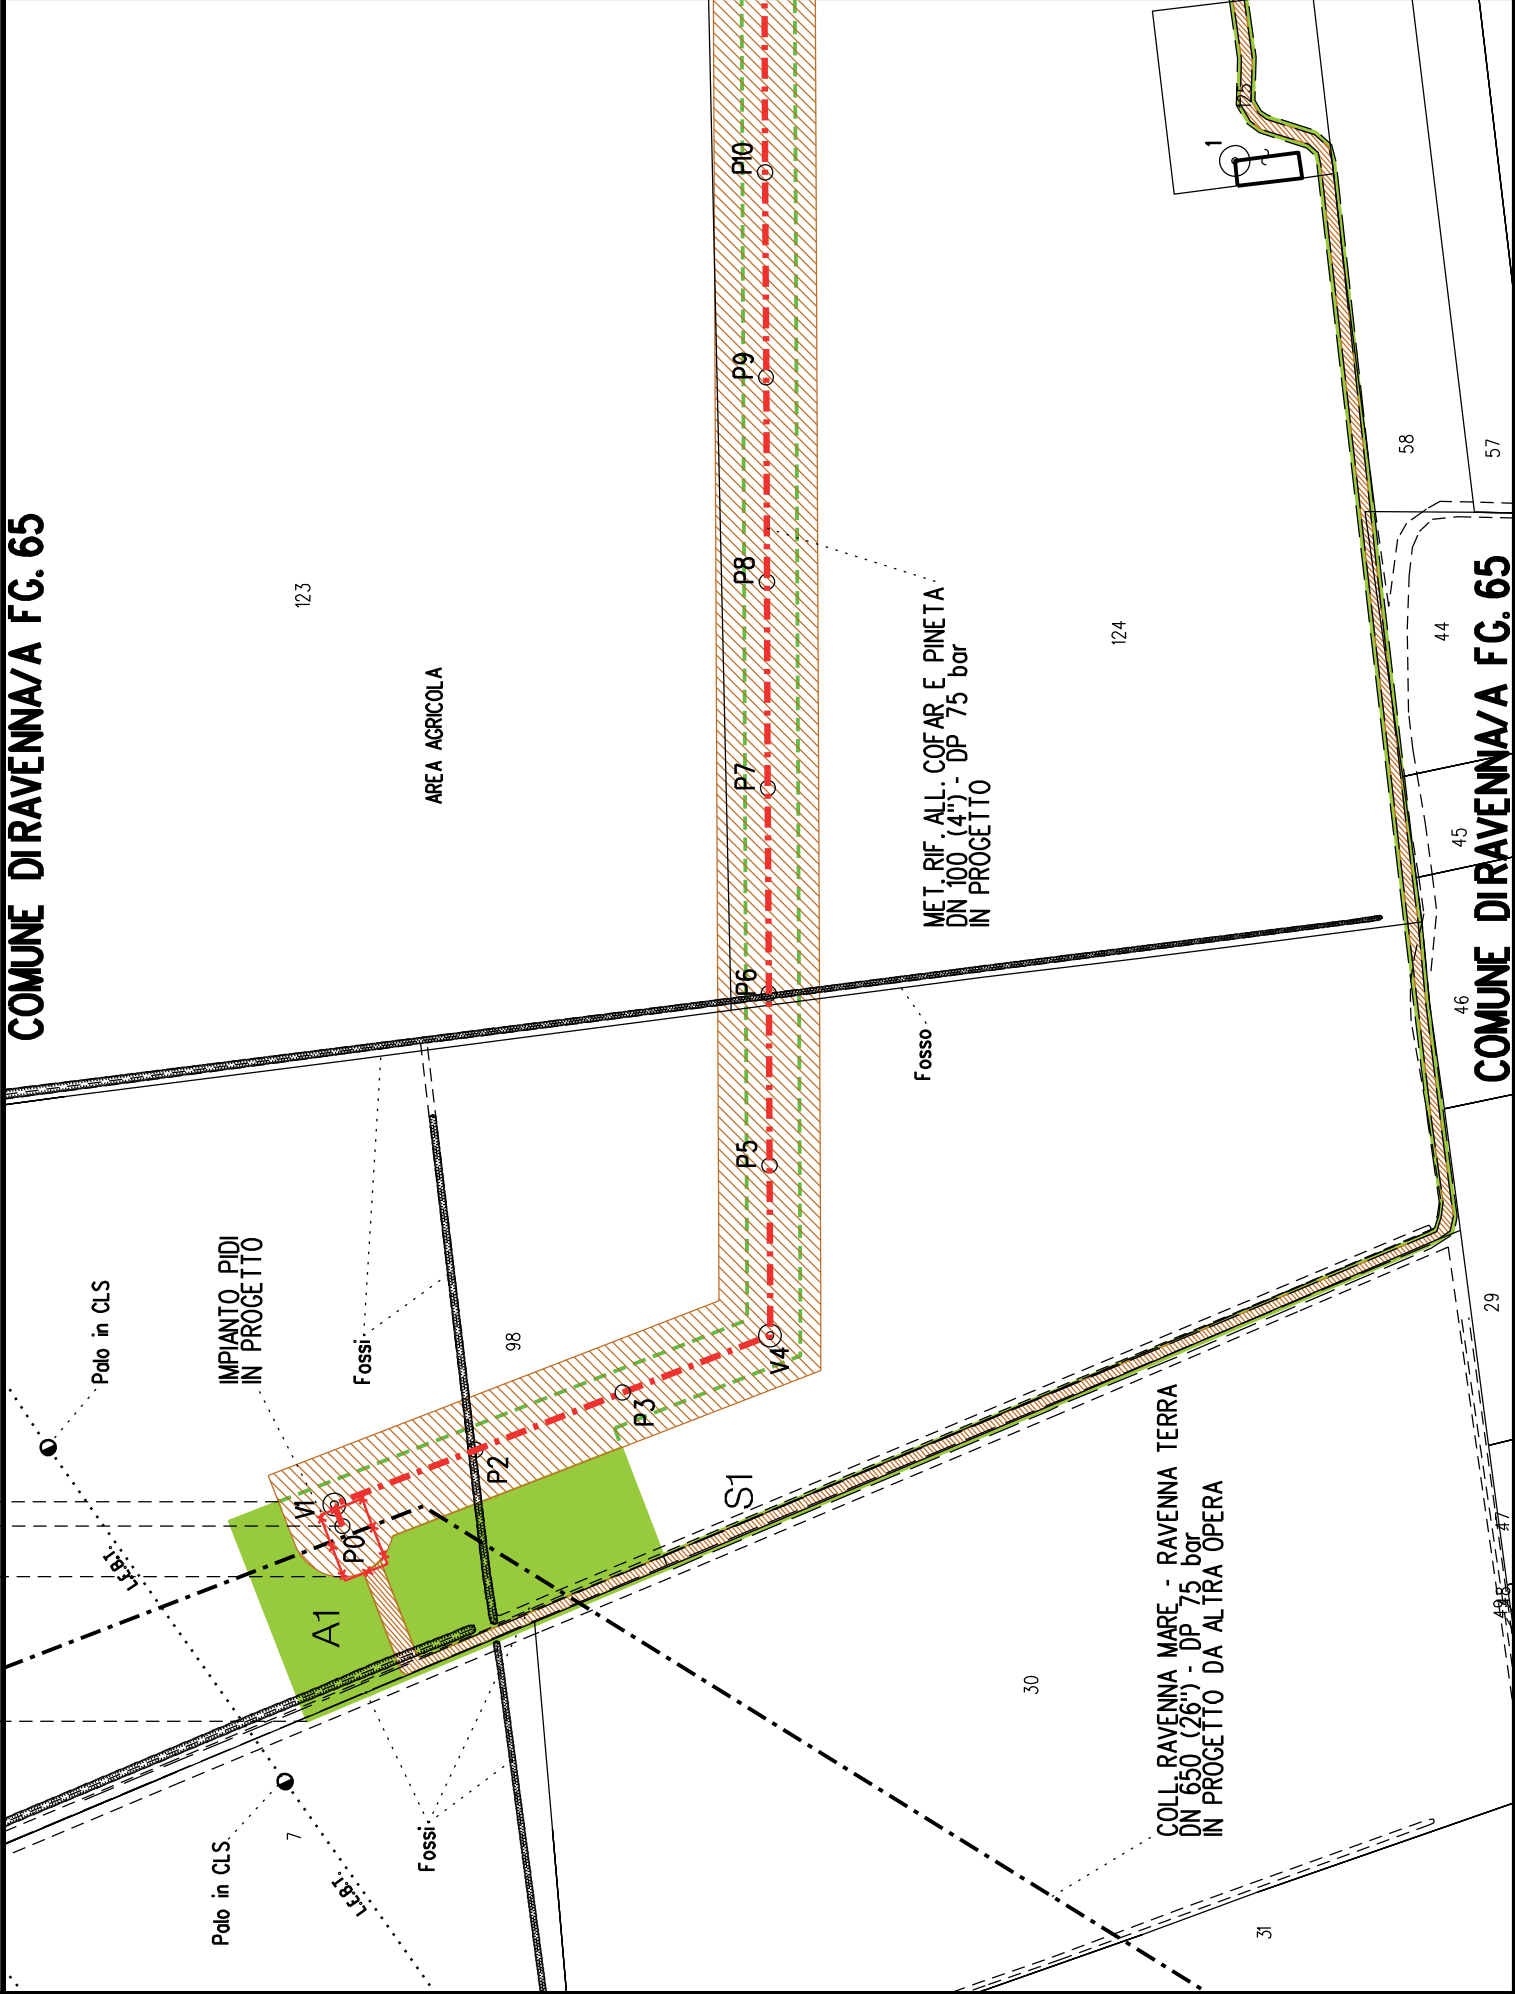 COMUNE DI RAVENNA/A FG. 65
123
AREA AGRICOLA
Palo in CLS
IMPIANTO PIDI
IN PROGETTO
Fossi
98
L.E.B.T.
V1
P0
P2
P3
V4
P5
P6
P7
P8
P9
P10
A1
S1
Palo in CLS
7
L.E.B.T.
Fossi
MET. RIF. ALL. COFAR E PINETA
DN 100 (4") - DP 75 bar
IN PROGETTO
Fosso
124
1
125
58
57
44
45
46
COMUNE DI RAVENNA/A FG. 65
29
47
30
COLL. RAVENNA MARE - RAVENNA TERRA
DN 650 (26") - DP 75 bar
IN PROGETTO DA ALTRA OPERA
31